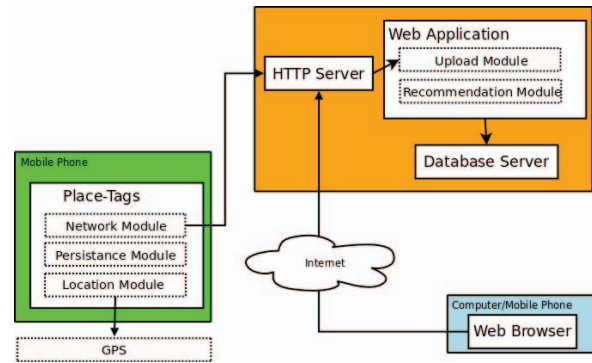 Web Application
HTTP Server
Upload Module
Recommendation Module
Database Server
Mobile Phone
Place-Tags
Network Module
Persistance Module
Location Module
GPS
Internet
Computer/Mobile Phone
Web Browser